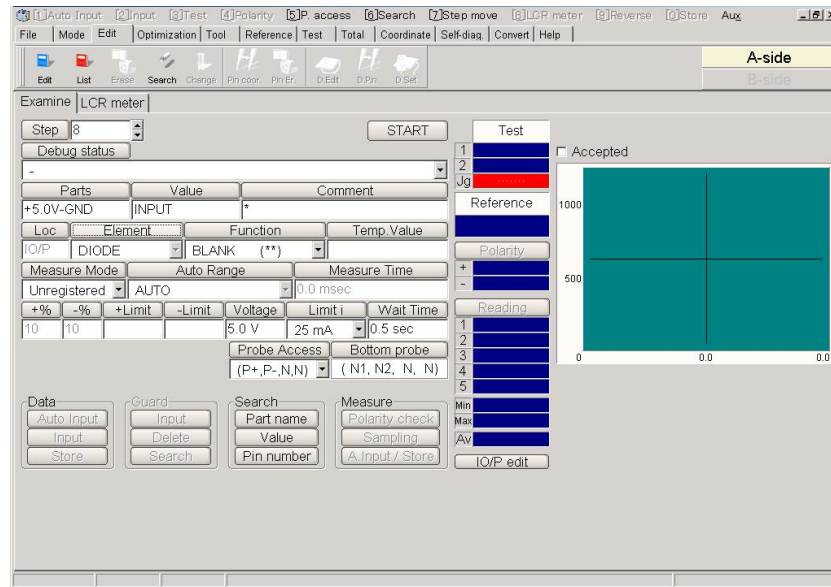 [1]Auto Input [2]Input [3]Test [4]Polarity [5]P. access [6]Search [7]Step move [8]LCR meter [9]Reverse [0]Store Aux
File Mode Edit Optimization Tool Reference Test Total Coordinate Self-diag. Convert Help
Edit List Erase Search Change Pin coor. Pin Er. D.Edit D.Pin D.Set
A-side
B-side
Examine LCR meter
Step 8 START
Debug status
-
Parts Value Comment
+5.0V-GND INPUT *
Loc Element Function Temp.Value
IO/P DIODE BLANK (**)
Measure Mode Auto Range Measure Time
Unregistered AUTO 0.0 msec
+% -% +Limit -Limit Voltage Limit i Wait Time
10 10 5.0 V 25 mA 0.5 sec
Probe Access Bottom probe
(P+,P-,N,N) ( N1, N2, N, N)
Data Guard Search Measure
Auto Input Input Part name Polarity check
Input Delete Value Sampling
Store Search Pin number A.Input / Store
Test
1
2
Jg .......
Reference
Polarity
+
-
Reading
1
2
3
4
5
Min
Max
Av
IO/P edit
Accepted
1000
500
0 0.0 0.0